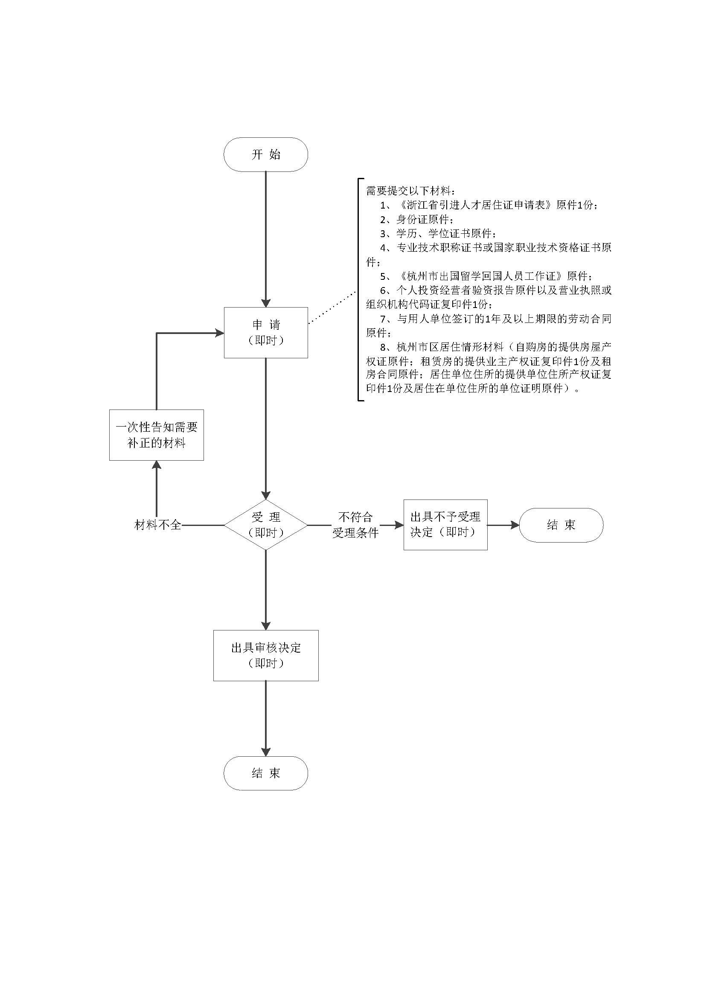 开 始
需要提交以下材料：
1、《浙江省引进人才居住证申请表》原件1份；
2、身份证原件；
3、学历、学位证书原件；
4、专业技术职称证书或国家职业技术资格证书原
件；
5、《杭州市出国留学回国人员工作证》原件；
6、个人投资经营者验资报告原件以及营业执照或
组织机构代码证复印件1份；
7、与用人单位签订的1年及以上期限的劳动合同
原件；
8、杭州市区居住情形材料（自购房的提供房屋产
权证原件；租赁房的提供业主产权证复印件1份及租
房合同原件；居住单位住所的提供单位住所产权证复
印件1份及居住在单位住所的单位证明原件）。
申 请
（即时）
一次性告知需要
补正的材料
材料不全
受 理
（即时）
不符合
受理条件
出具不予受理
决定（即时）
结 束
出具审核决定
（即时）
结 束